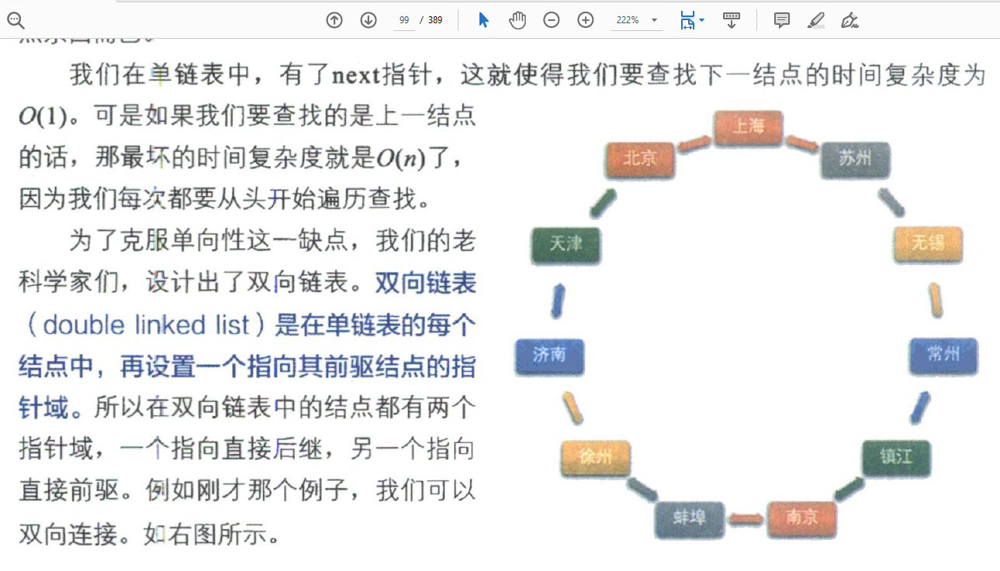 99 / 389
222%
我们在单链表中，有了next指针，这就使得我们要查找下一结点的时间复杂度为
O(1)。可是如果我们要查找的是上一结点
的话，那最坏的时间复杂度就是O(n)了，
因为我们每次都要从头开始遍历查找。
为了克服单向性这一缺点，我们的老
科学家们，设计出了双向链表。双向链表
（double linked list）是在单链表的每个
结点中，再设置一个指向其前驱结点的指
针域。所以在双向链表中的结点都有两个
指针域，一个指向直接后继，另一个指向
直接前驱。例如刚才那个例子，我们可以
双向连接。如右图所示。
上海
北京
苏州
天津
无锡
济南
常州
徐州
镇江
蚌埠
南京